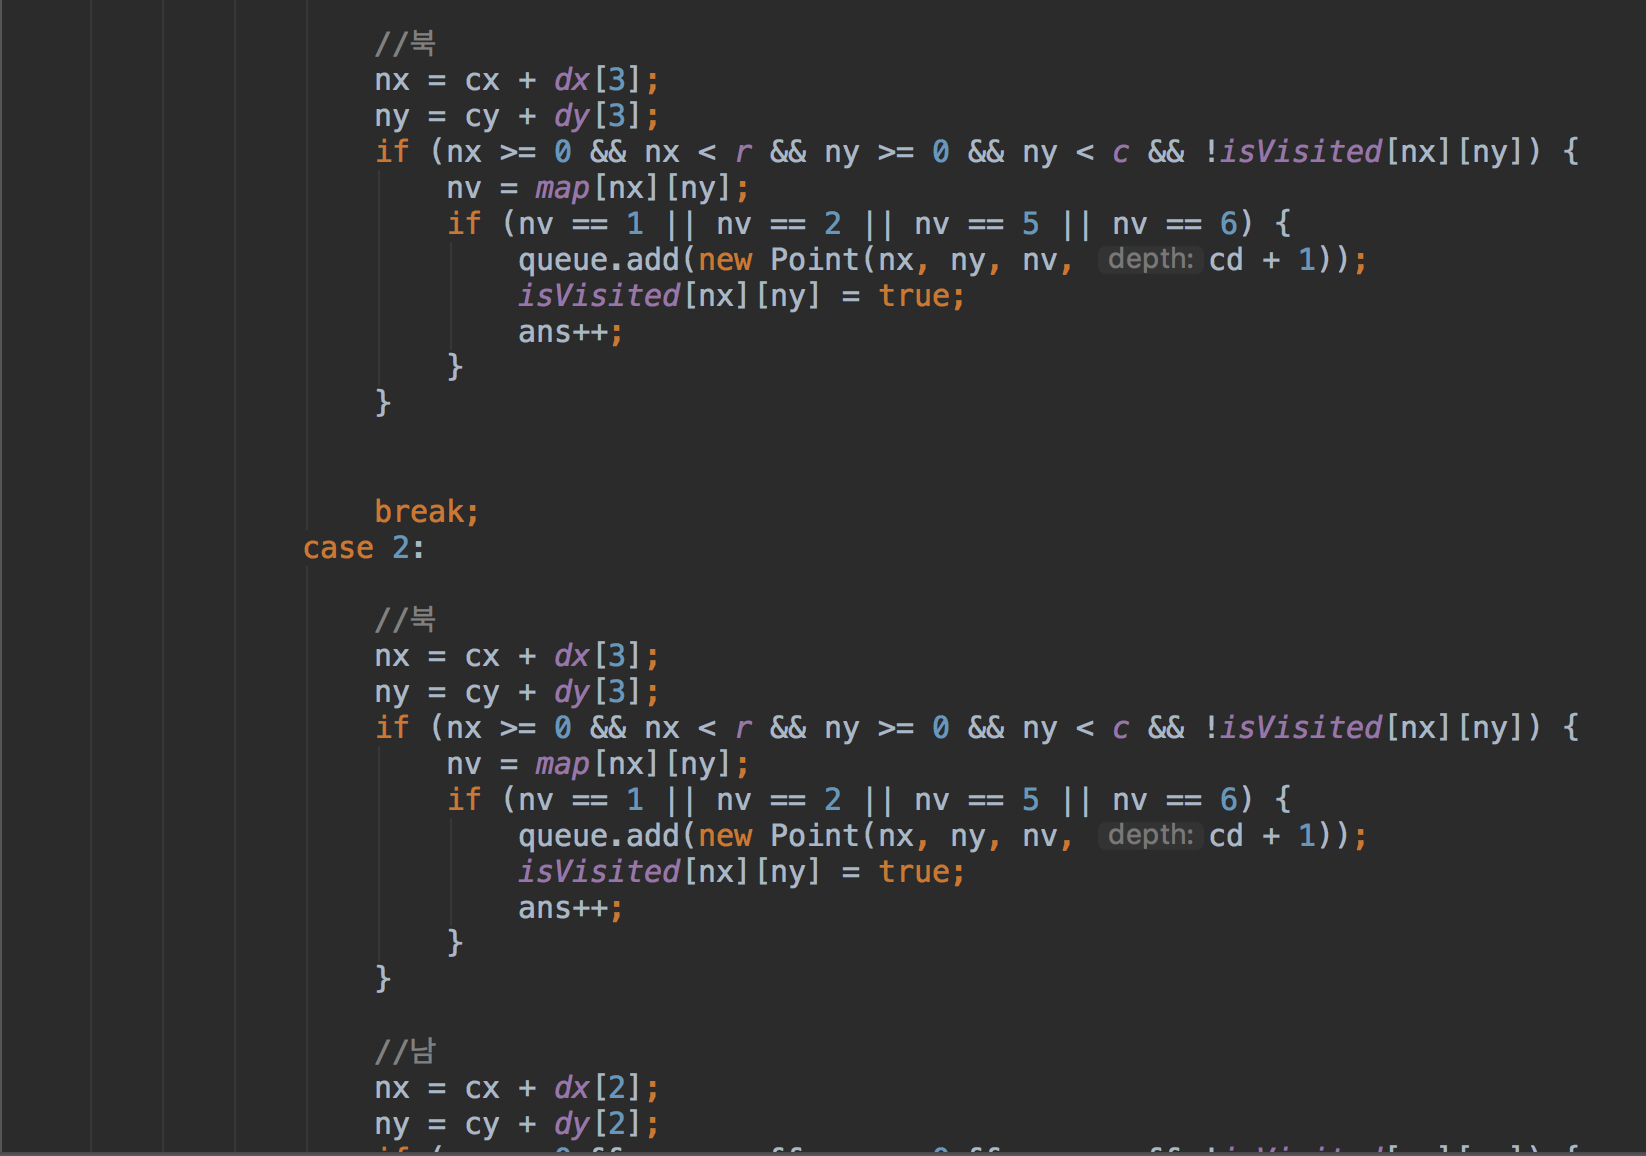 //북
nx = cx + dx[3];
ny = cy + dy[3];
if (nx >= 0 && nx < r && ny >= 0 && ny < c && !isVisited[nx][ny]) {
nv = map[nx][ny];
if (nv == 1 || nv == 2 || nv == 5 || nv == 6) {
queue.add(new Point(nx, ny, nv, depth: cd + 1));
isVisited[nx][ny] = true;
ans++;
}
}
break;
case 2:
//북
nx = cx + dx[3];
ny = cy + dy[3];
if (nx >= 0 && nx < r && ny >= 0 && ny < c && !isVisited[nx][ny]) {
nv = map[nx][ny];
if (nv == 1 || nv == 2 || nv == 5 || nv == 6) {
queue.add(new Point(nx, ny, nv, depth: cd + 1));
isVisited[nx][ny] = true;
ans++;
}
}
//남
nx = cx + dx[2];
ny = cy + dy[2];